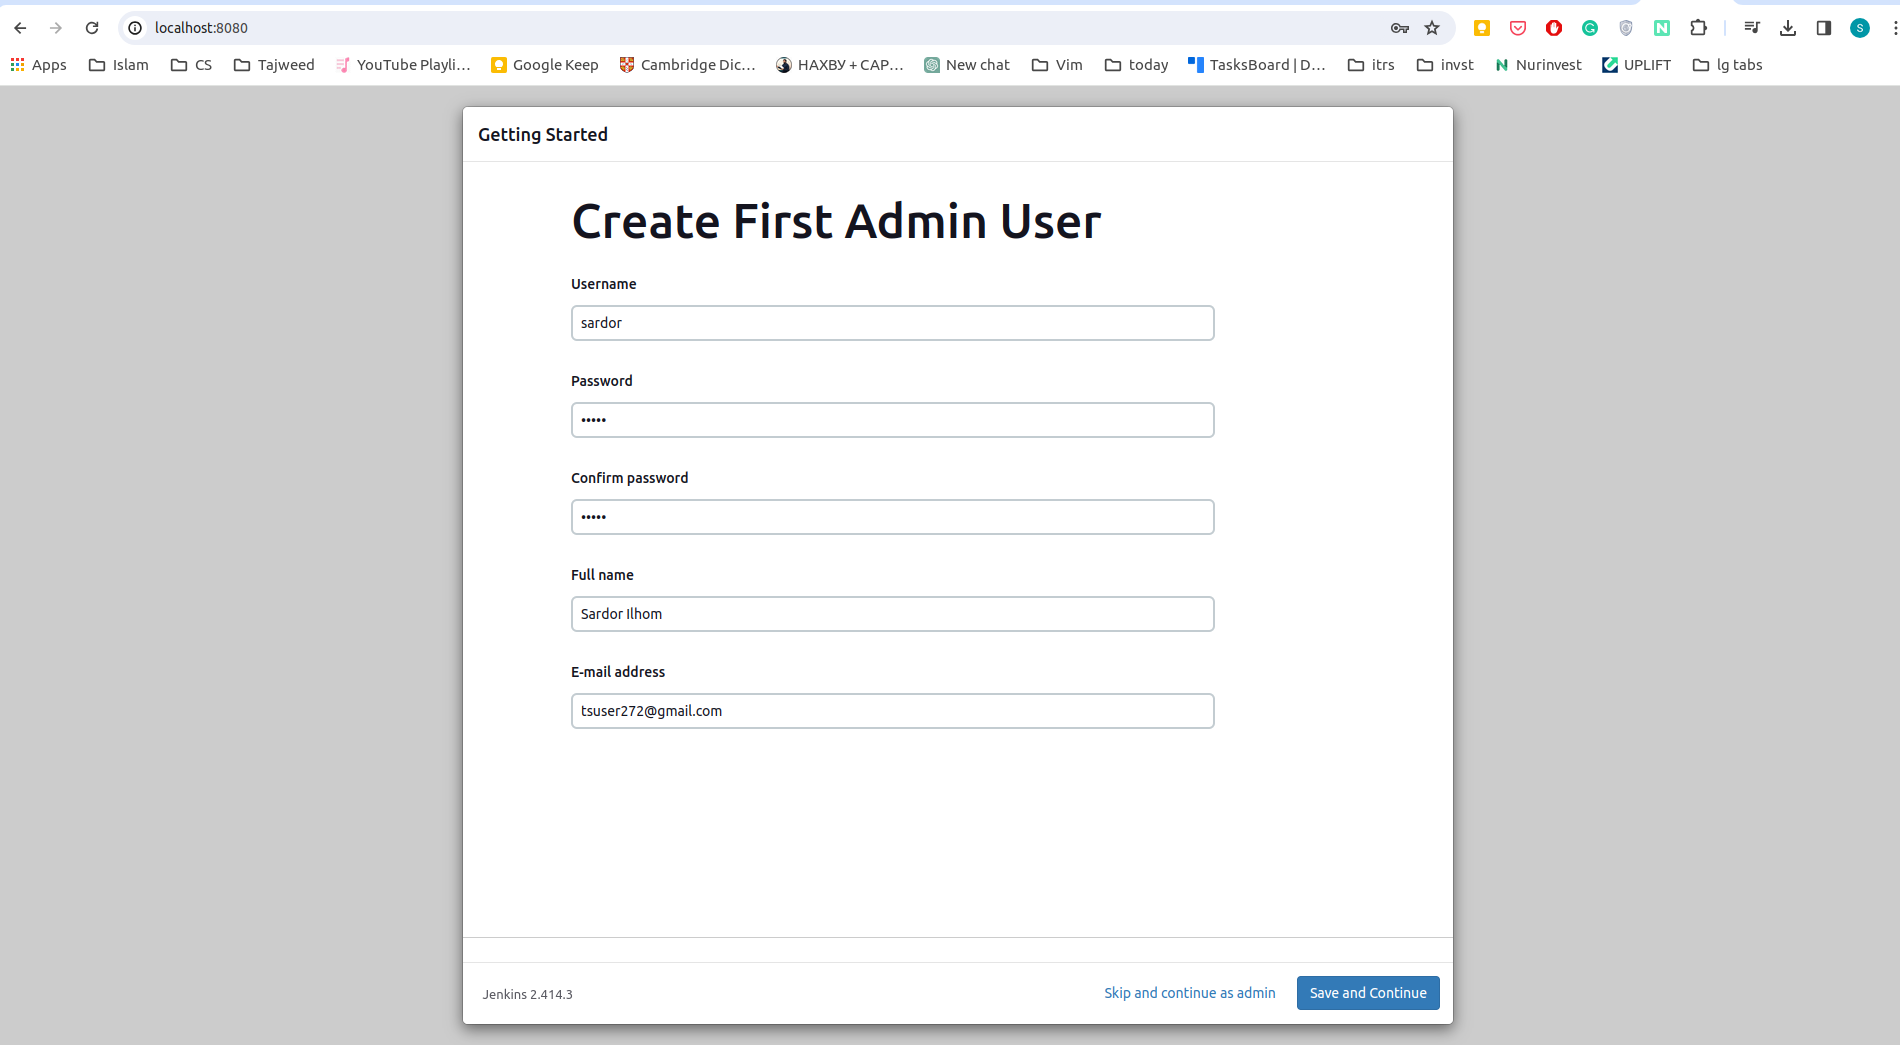 localhost:8080
Apps Islam CS Tajweed YouTube Playli... Google Keep Cambridge Dic... НАХВУ + САР... New chat Vim today TasksBoard | D... itrs invst Nurinvest UPLIFT lg tabs
Getting Started
Create First Admin User
Username
sardor
Password
•••••
Confirm password
•••••
Full name
Sardor Ilhom
E-mail address
tsuser272@gmail.com
Jenkins 2.414.3 Skip and continue as admin Save and Continue